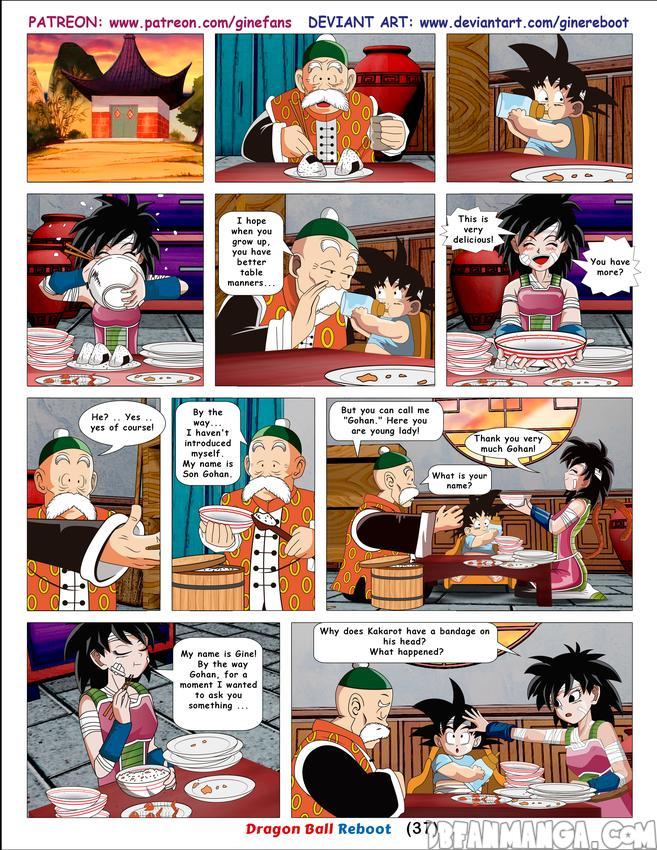 PATREON: www.patreon.com/ginefans DEVIANT ART: www.deviantart.com/ginereboot
I hope
when you
grow up,
you have
better
table
manners...
This is
very
delicious!
You have
more?
He? .. Yes ..
yes of course!
By the
way...
I haven't
introduced
myself.
My name is
Son Gohan.
But you can call me
"Gohan." Here you
are young lady!
Thank you very
much Gohan!
What is your
name?
My name is Gine!
By the way
Gohan, for a
moment I wanted
to ask you
something ...
Why does Kakarot have a bandage on
his head?
What happened?
Dragon Ball Reboot (37)
DBFANMANGA.COM